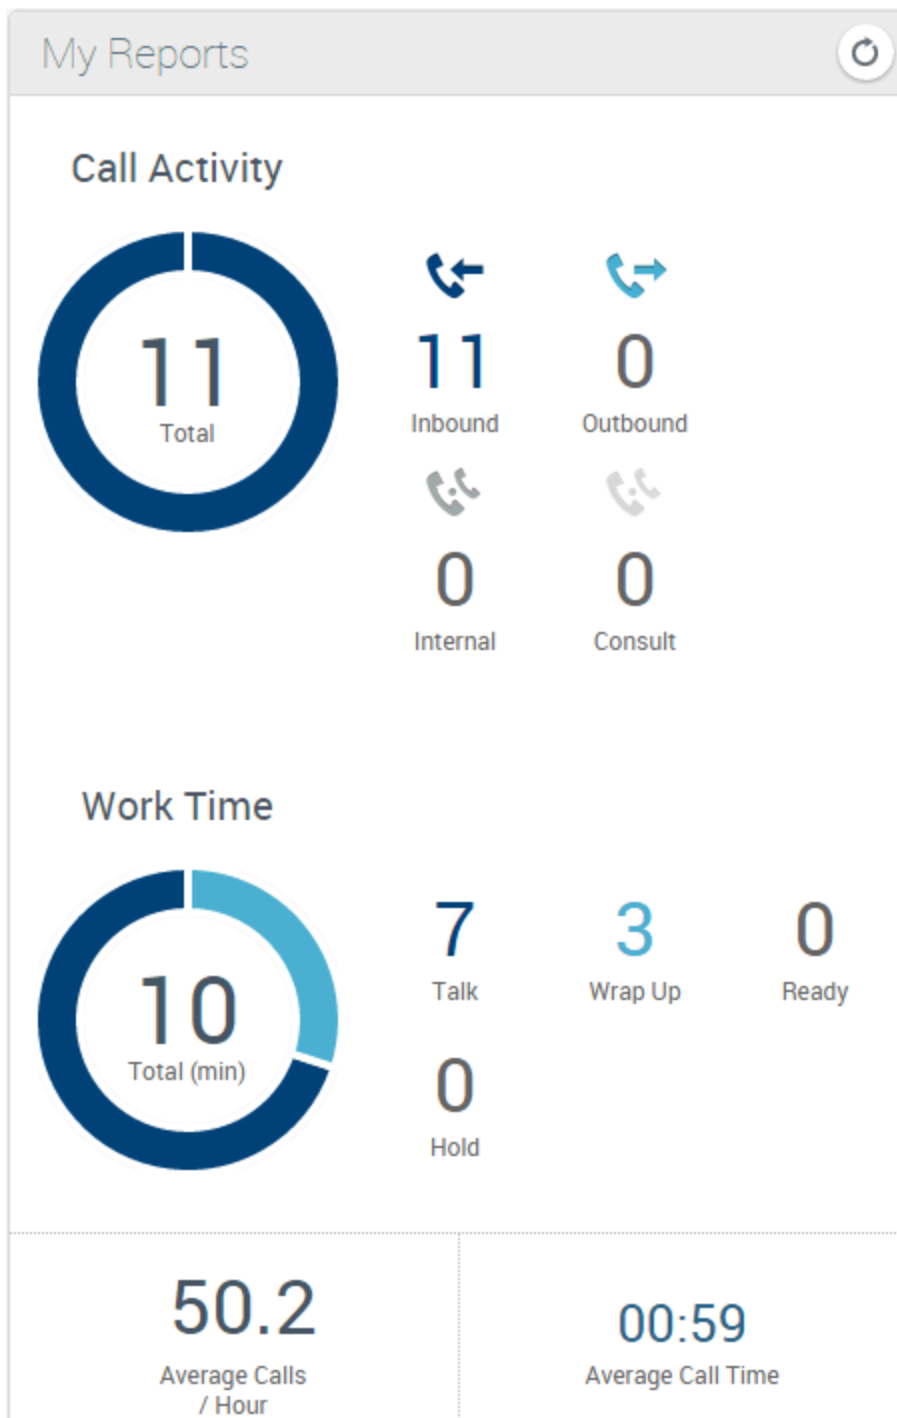 My Reports
Call Activity
11
Total
11
Inbound
0
Outbound
0
Internal
0
Consult
Work Time
10
Total (min)
7
Talk
3
Wrap Up
0
Ready
0
Hold
50.2
Average Calls
/ Hour
00:59
Average Call Time